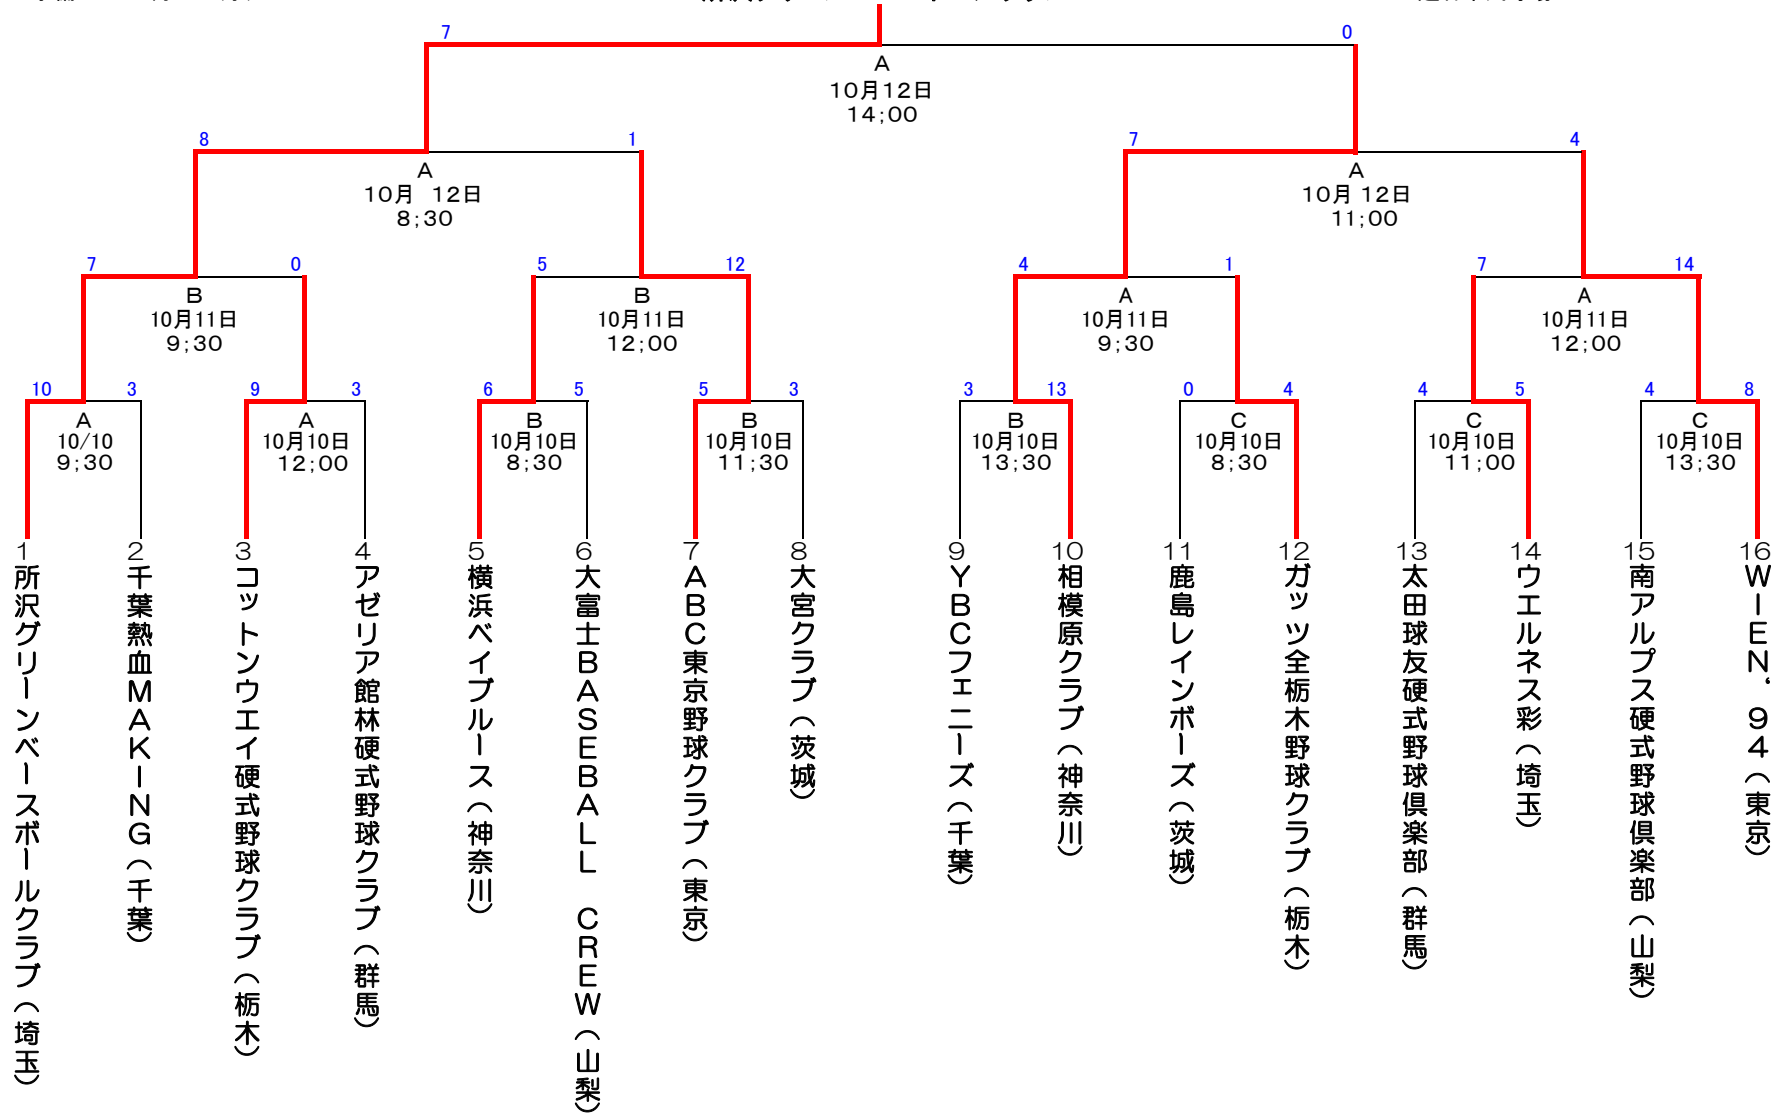 7
0
A
10月12日
14;00
8
1
7
4
A
10月 12日
8;30
A
10月 12日
11;00
7
0
5
12
4
1
7
14
B
10月11日
9;30
B
10月11日
12;00
A
10月11日
9;30
A
10月11日
12;00
10
3
9
3
6
5
5
3
3
13
0
4
4
5
4
8
A
10/10
9;30
A
10月10日
12;00
B
10月10日
8;30
B
10月10日
11;30
B
10月10日
13;30
C
10月10日
8;30
C
10月10日
11;00
C
10月10日
13;30
1
所沢グリーンベースボールクラブ(埼玉)
2
千葉熱血MAKING(千葉)
3
コットンウエイ硬式野球クラブ(栃木)
4
アゼリア館林硬式野球クラブ(群馬)
5
横浜ベイブルース(神奈川)
6
大富士BASEBALL CREW(山梨)
7
ABC東京野球クラブ(東京)
8
大宮クラブ(茨城)
9
YBCフェニーズ(千葉)
10
相模原クラブ(神奈川)
11
鹿島レインボーズ(茨城)
12
ガッツ全栃木野球クラブ(栃木)
13
太田球友硬式野球倶楽部(群馬)
14
ウエルネス彩(埼玉)
15
南アルプス硬式野球倶楽部(山梨)
16
WIEN‘94(東京)